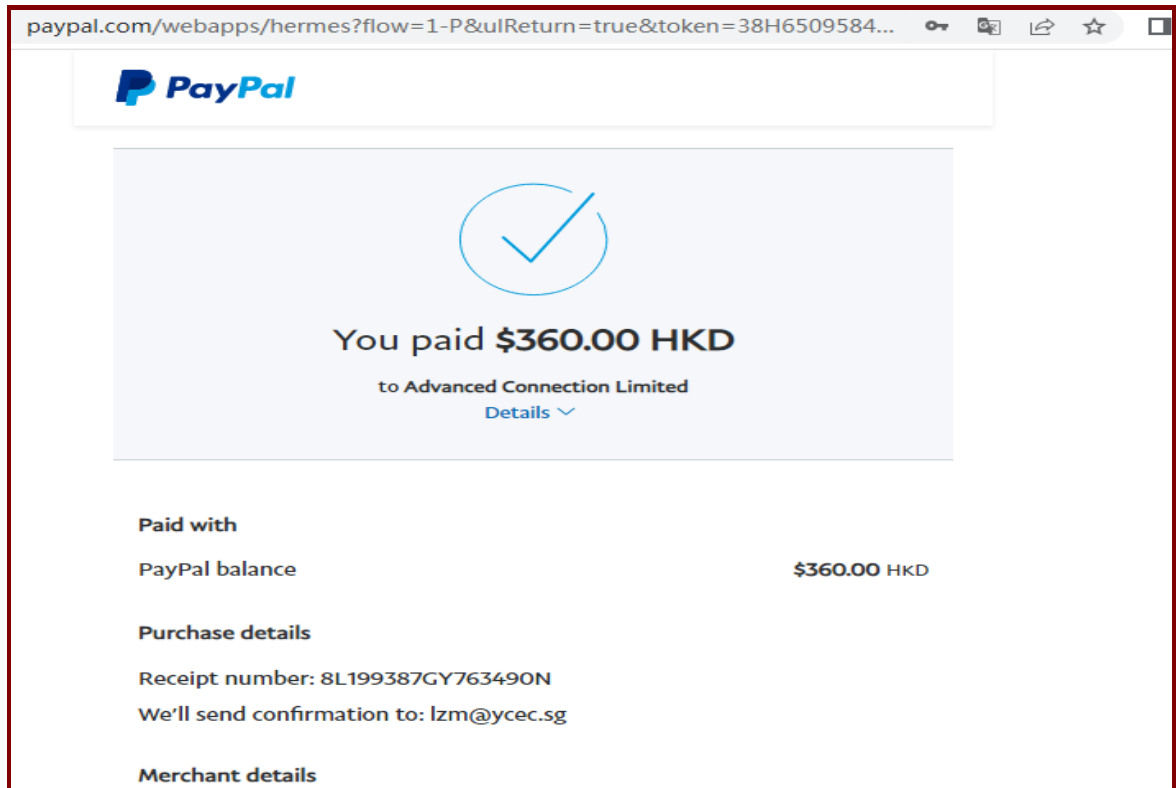 paypal.com/webapps/hermes?flow=1-P&ulReturn=true&token=38H6509584...
PayPal
You paid $360.00 HKD
to Advanced Connection Limited
Details
Paid with
PayPal balance $360.00 HKD
Purchase details
Receipt number: 8L199387GY763490N
We'll send confirmation to: lzm@ycec.sg
Merchant details